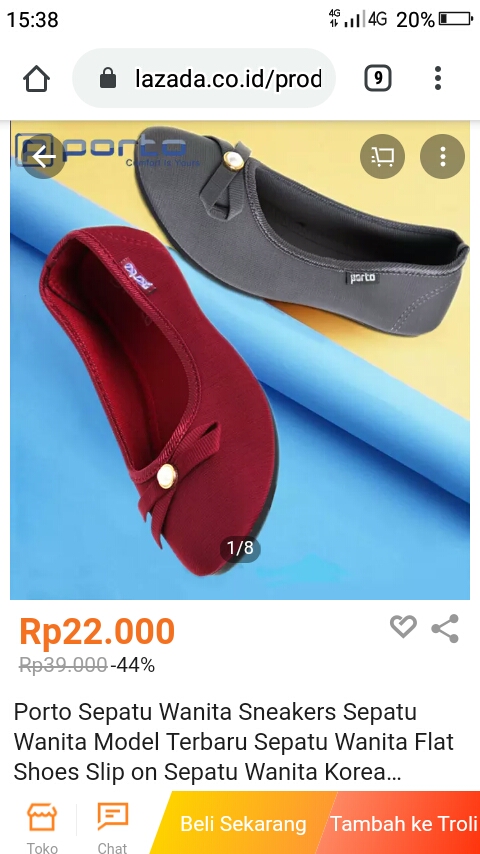 15:38
4G 4G 20%
lazada.co.id/prod
9
porto
Comfort is Yours
porto
porto
1/8
Rp22.000
Rp39.000 -44%
Porto Sepatu Wanita Sneakers Sepatu
Wanita Model Terbaru Sepatu Wanita Flat
Shoes Slip on Sepatu Wanita Korea...
Toko
Chat
Beli Sekarang
Tambah ke Troli